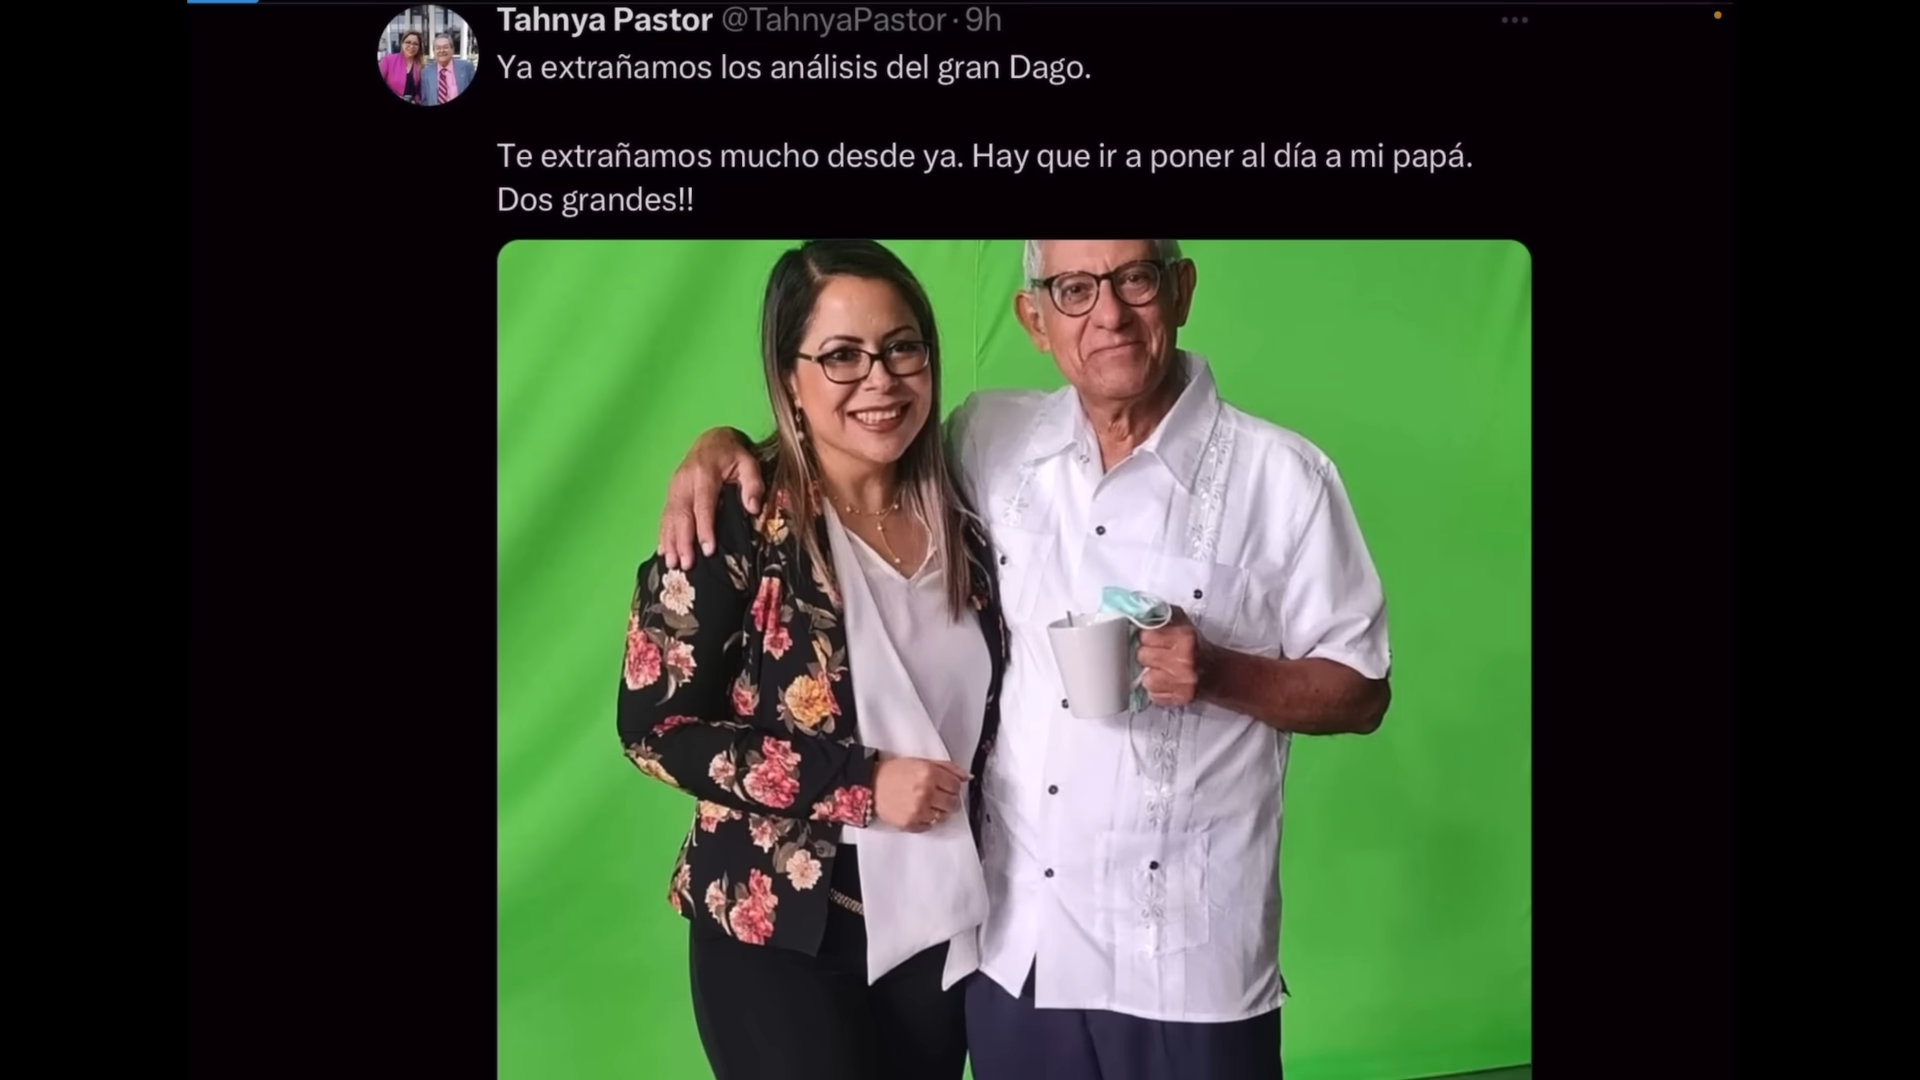 Tahnya Pastor @TahnyaPastor · 9h
Ya extrañamos los análisis del gran Dago.
Te extrañamos mucho desde ya. Hay que ir a poner al día a mi papá.
Dos grandes!!